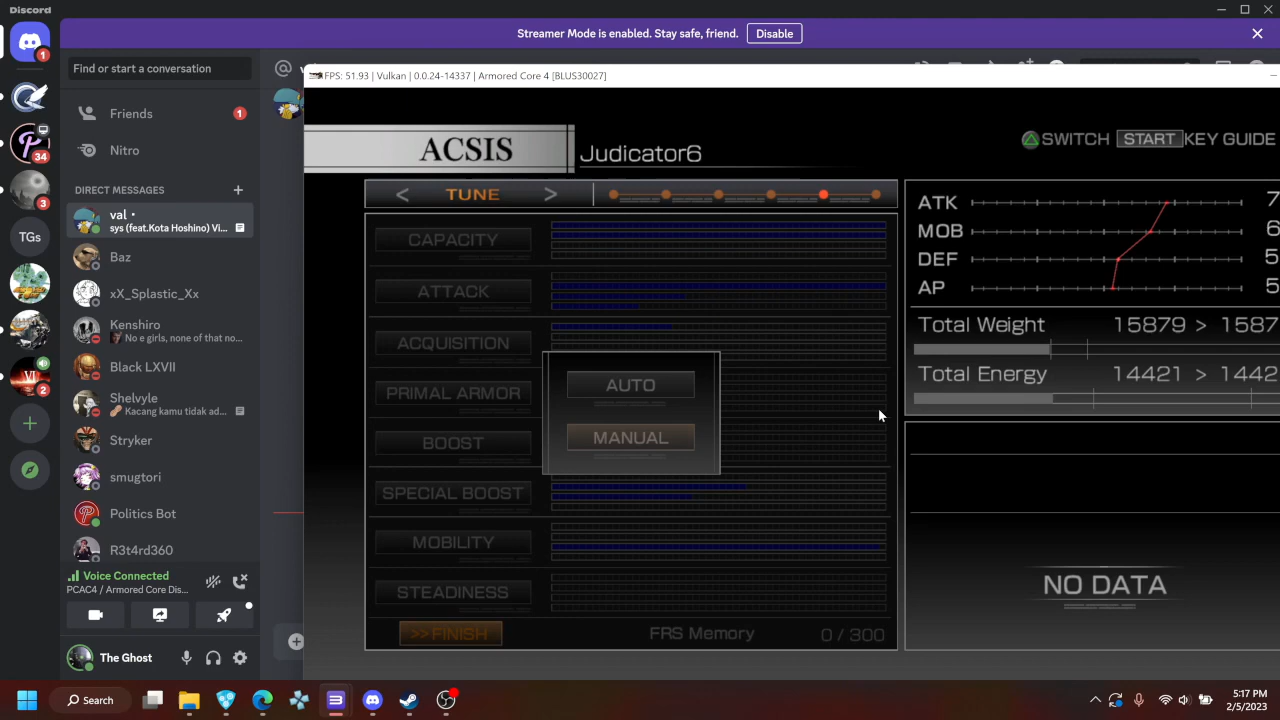 Discord
Streamer Mode is enabled. Stay safe, friend. Disable
Find or start a conversation
Friends 1
Nitro
DIRECT MESSAGES
val
sys (feat.Kota Hoshino) Vi...
Baz
xX_Splastic_Xx
Kenshiro
No e girls, none of that no...
Black LXVII
Shelvyle
Kacang kamu tidak ad...
Stryker
smugtori
Politics Bot
R3t4rd360
Voice Connected
PCAC4 / Armored Core Dis...
The Ghost
1
34
3
TGs
2
FPS: 51.93 | Vulkan | 0.0.24-14337 | Armored Core 4 [BLUS30027]
ACSIS
Judicator6
SWITCH START KEY GUIDE
< TUNE >
CAPACITY
ATTACK
ACQUISITION
PRIMAL ARMOR
BOOST
SPECIAL BOOST
MOBILITY
STEADINESS
>>FINISH
FRS Memory 0 / 300
AUTO
MANUAL
ATK 7
MOB 6
DEF 5
AP 5
Total Weight 15879 > 1587
Total Energy 14421 > 1442
NO DATA
Search
5:17 PM
2/5/2023